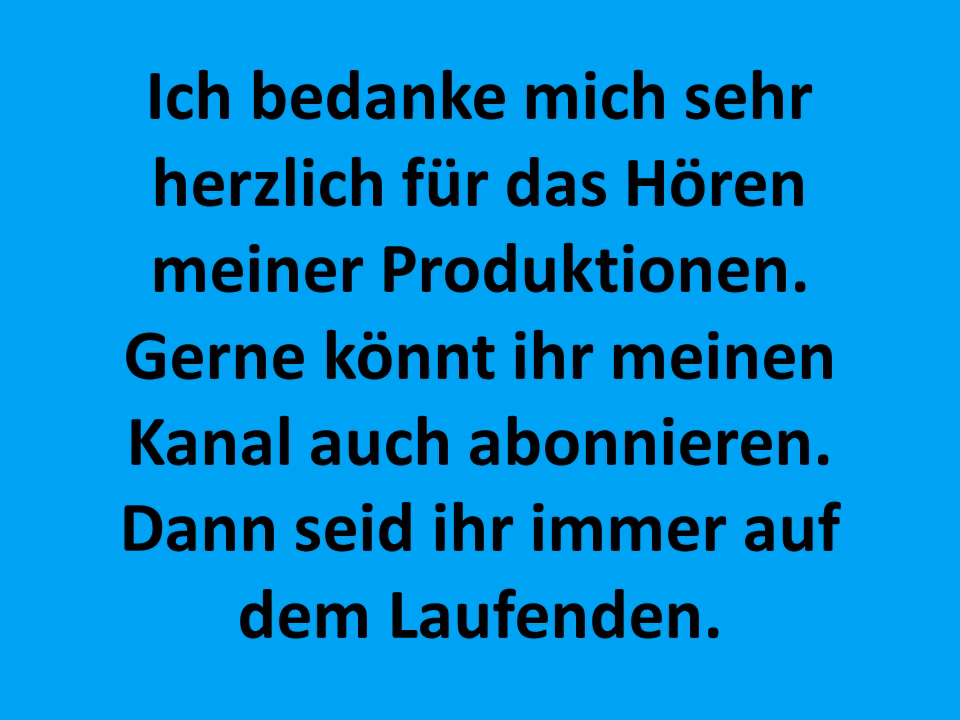 Ich bedanke mich sehr
herzlich für das Hören
meiner Produktionen.
Gerne könnt ihr meinen
Kanal auch abonnieren.
Dann seid ihr immer auf
dem Laufenden.